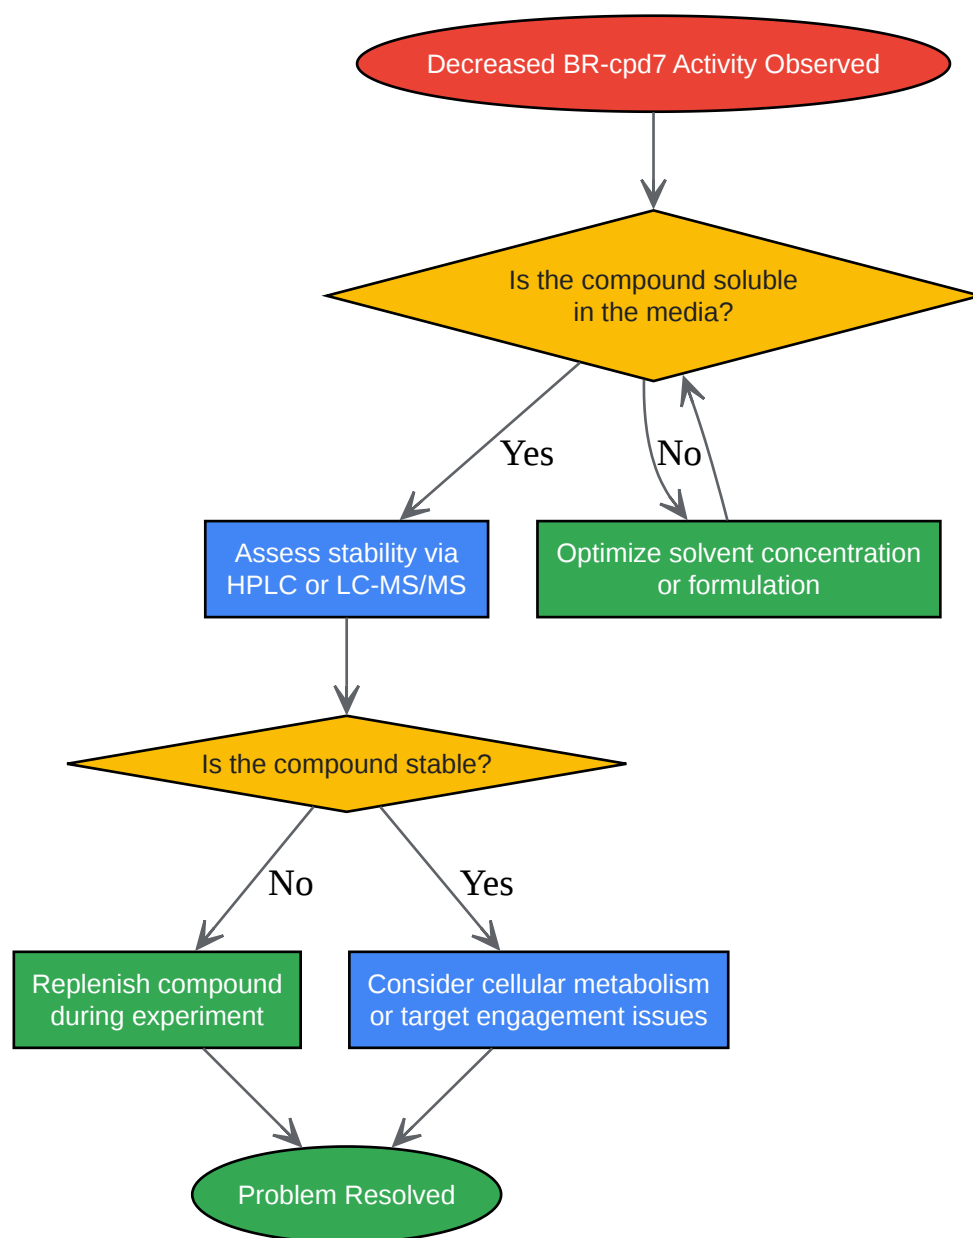 Decreased BR-cpd7 Activity Observed
Is the compound soluble
in the media?
Yes
No
Assess stability via
HPLC or LC-MS/MS
Optimize solvent concentration
or formulation
Is the compound stable?
No
Yes
Replenish compound
during experiment
Consider cellular metabolism
or target engagement issues
Problem Resolved